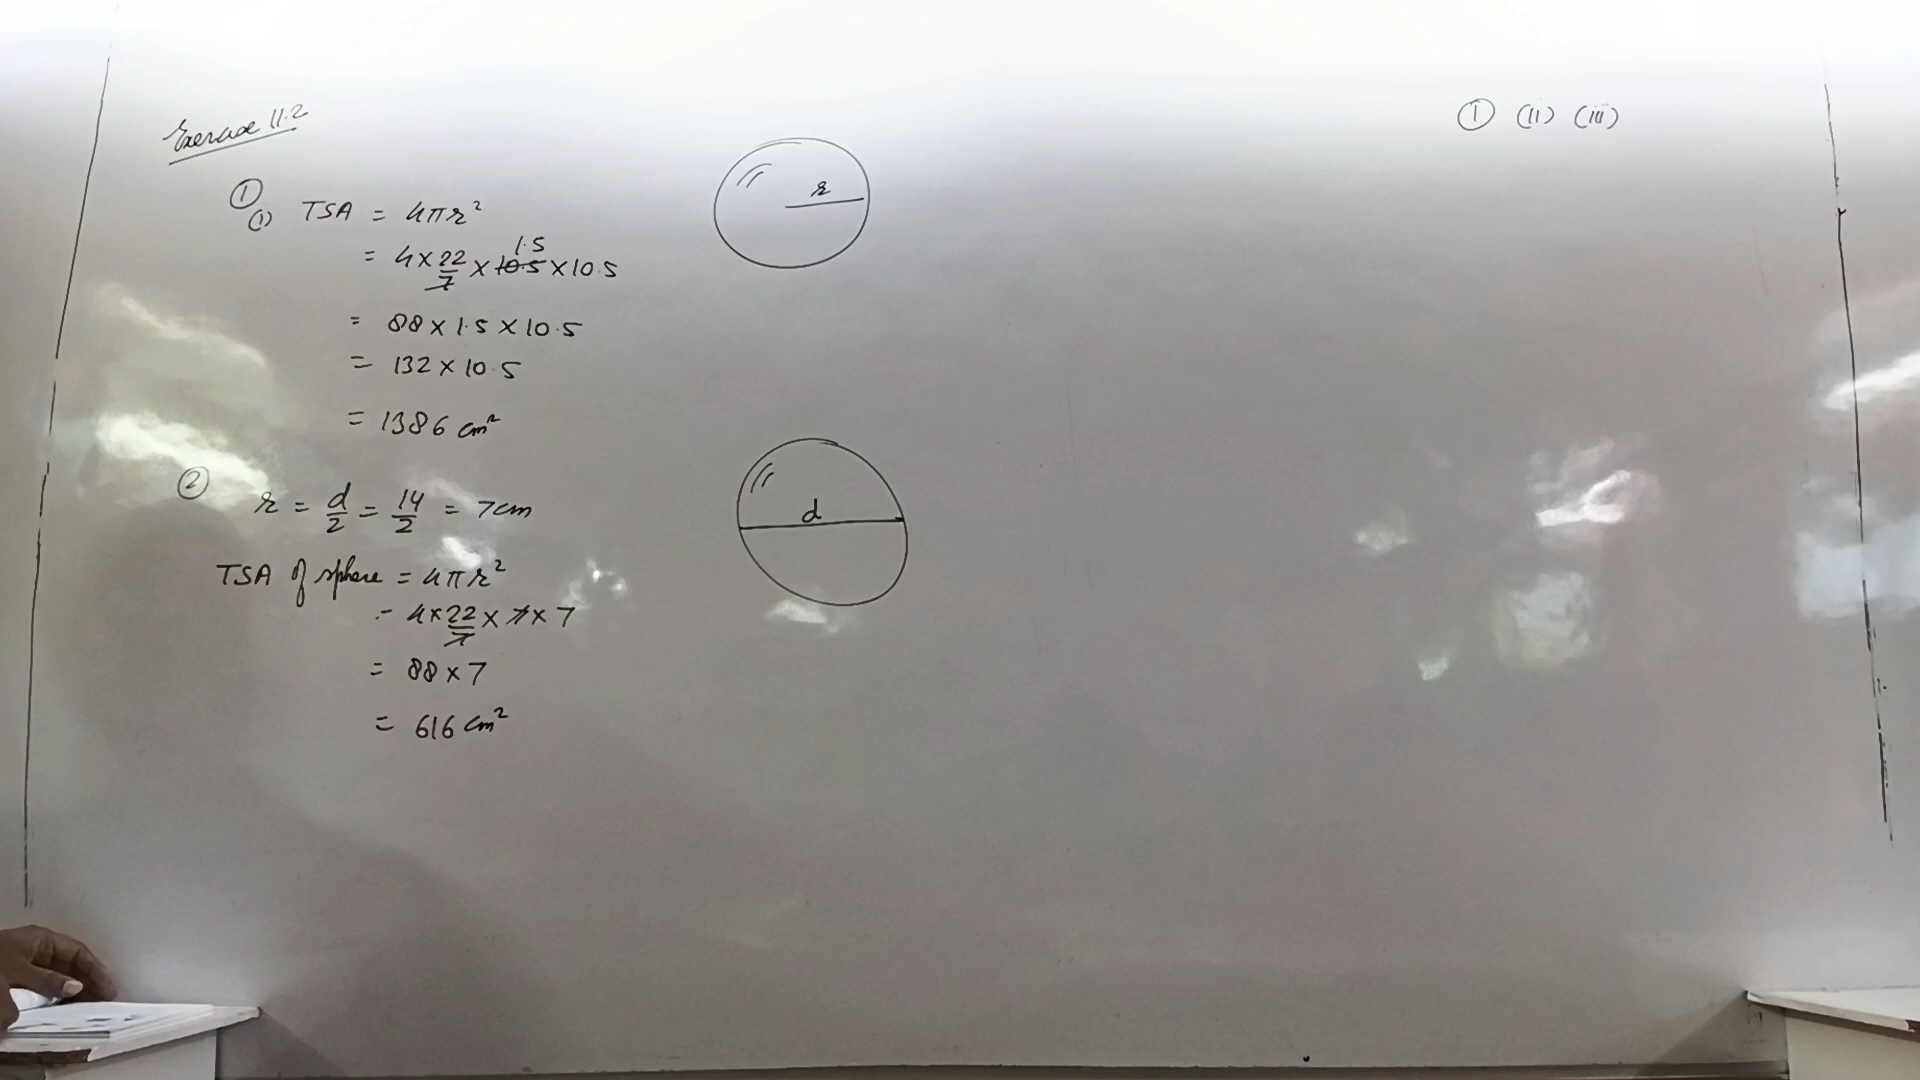 Exercise 11.2
① (i) TSA = 4πr²
= 4 × 22/7 × 10.5 × 10.5
1.5
= 88 × 1.5 × 10.5
= 132 × 10.5
= 1386 cm²
② r = d/2 = 14/2 = 7cm
TSA of sphere = 4πr²
= 4 × 22/7 × 7 × 7
= 88 × 7
= 616 cm²
r
d
① (ii) (iii)